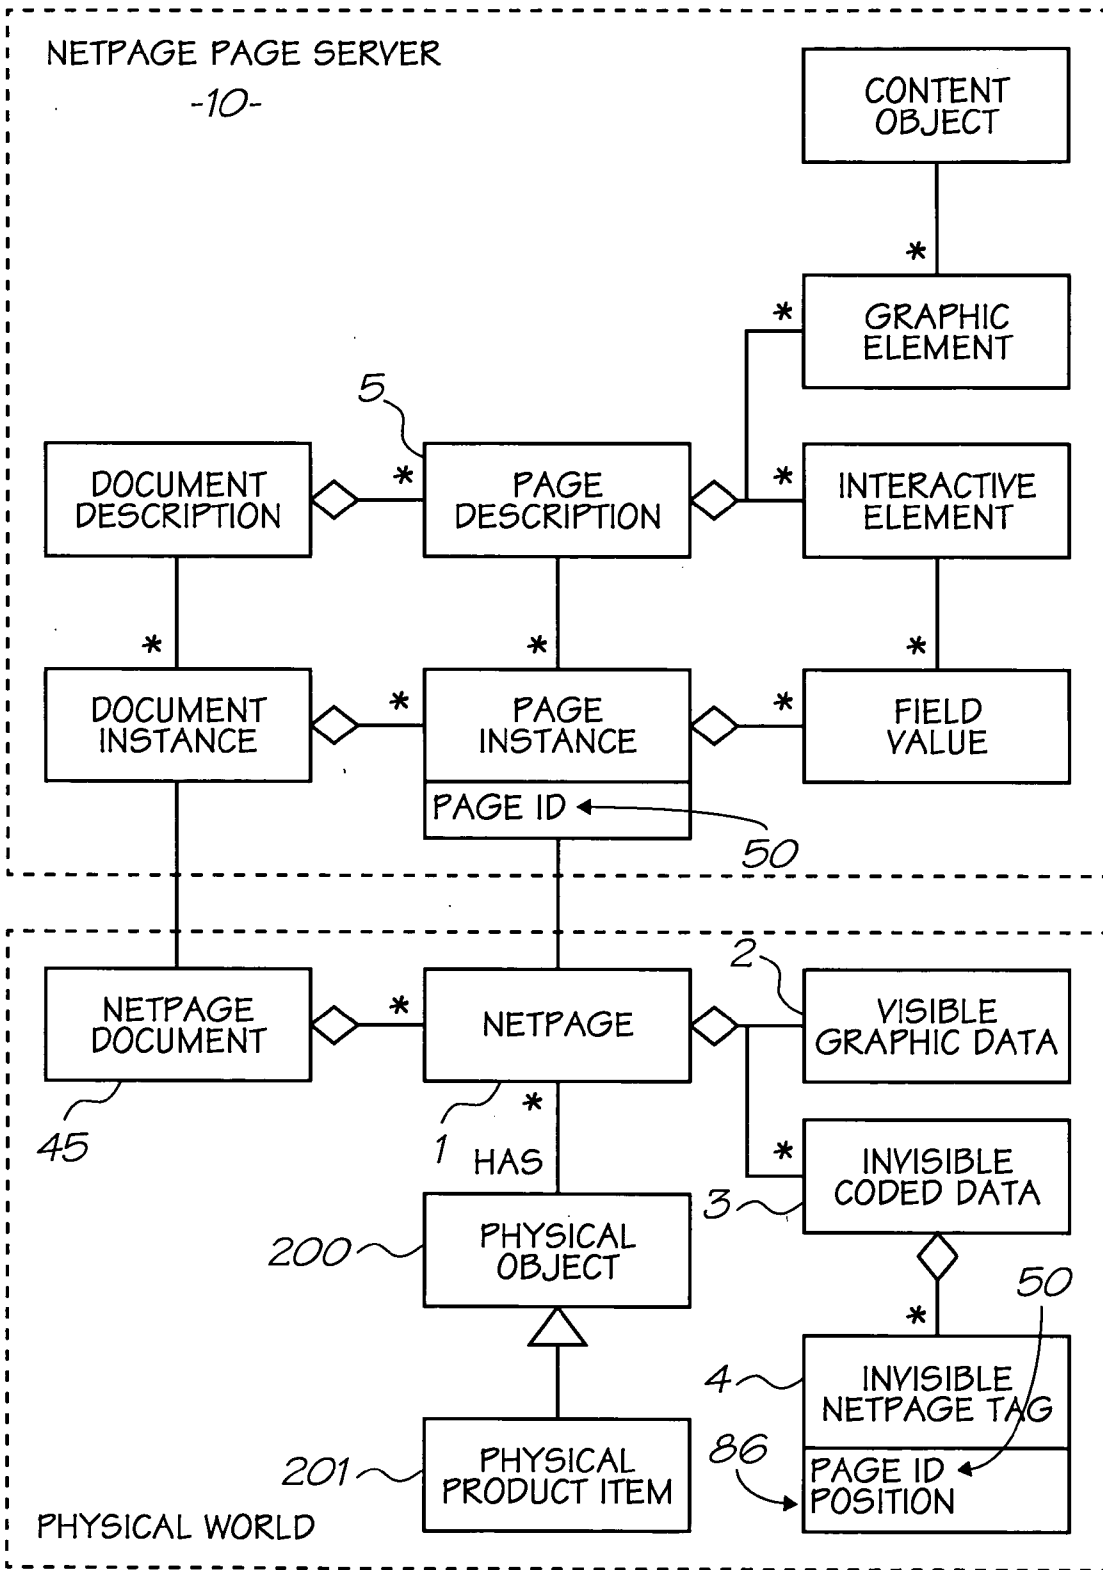 NETPAGE PAGE SERVER
-10-
CONTENT
OBJECT
*
*
GRAPHIC
ELEMENT
5
DOCUMENT
DESCRIPTION
*
PAGE
DESCRIPTION
*
INTERACTIVE
ELEMENT
*
*
*
DOCUMENT
INSTANCE
*
PAGE
INSTANCE
*
FIELD
VALUE
PAGE ID
50
2
NETPAGE
DOCUMENT
*
NETPAGE
VISIBLE
GRAPHIC DATA
45
1
*
HAS
*
INVISIBLE
CODED DATA
3
200
PHYSICAL
OBJECT
50
*
4
INVISIBLE
NETPAGE TAG
86
PAGE ID
POSITION
201
PHYSICAL
PRODUCT ITEM
PHYSICAL WORLD